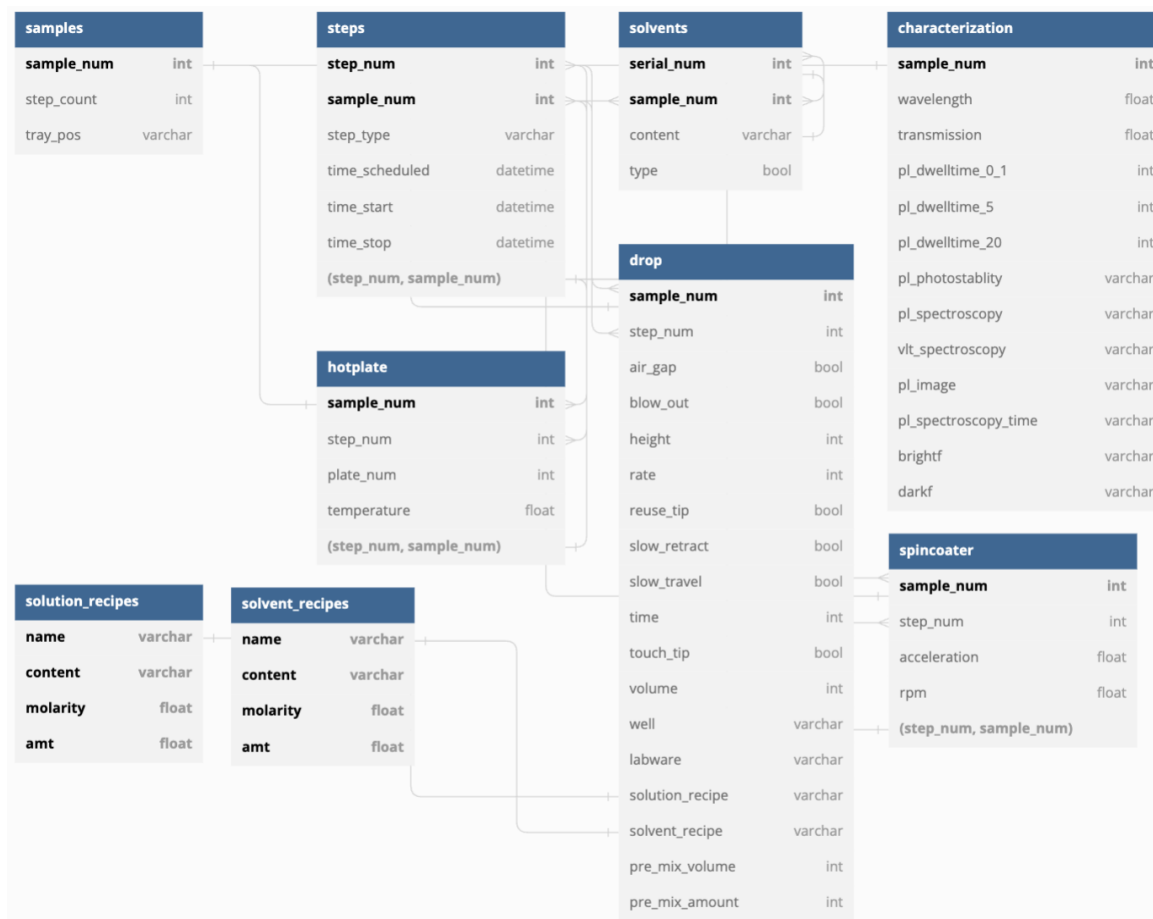 samples
sample_num int
step_count int
tray_pos varchar
steps
step_num int
sample_num int
step_type varchar
time_scheduled datetime
time_start datetime
time_stop datetime
(step_num, sample_num)
solvents
serial_num int
sample_num int
content varchar
type bool
characterization
sample_num int
wavelength float
transmission float
pl_dwelltime_0_1 int
pl_dwelltime_5 int
pl_dwelltime_20 int
pl_photostablity varchar
pl_spectroscopy varchar
vlt_spectroscopy varchar
pl_image varchar
pl_spectroscopy_time varchar
brightf varchar
darkf varchar
hotplate
sample_num int
step_num int
plate_num int
temperature float
(step_num, sample_num)
drop
sample_num int
step_num int
air_gap bool
blow_out bool
height int
rate int
reuse_tip bool
slow_retract bool
slow_travel bool
time int
touch_tip bool
volume int
well varchar
labware varchar
solution_recipe varchar
solvent_recipe varchar
pre_mix_volume int
pre_mix_amount int
spincoater
sample_num int
step_num int
acceleration float
rpm float
(step_num, sample_num)
solution_recipes
name varchar
content varchar
molarity float
amt float
solvent_recipes
name varchar
content varchar
molarity float
amt float